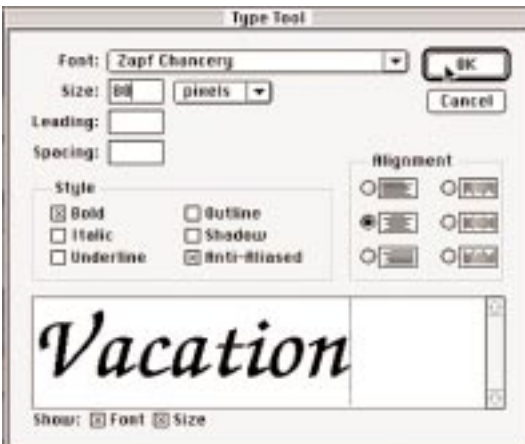 Type Tool
Font: Zapf Chancery
OK
Size: 80 pixels
Cancel
Leading:
Spacing:
Alignment
Style
Bold
Outline
Italic
Shadow
Underline
Anti-Aliased
Vacation
Show: Font Size